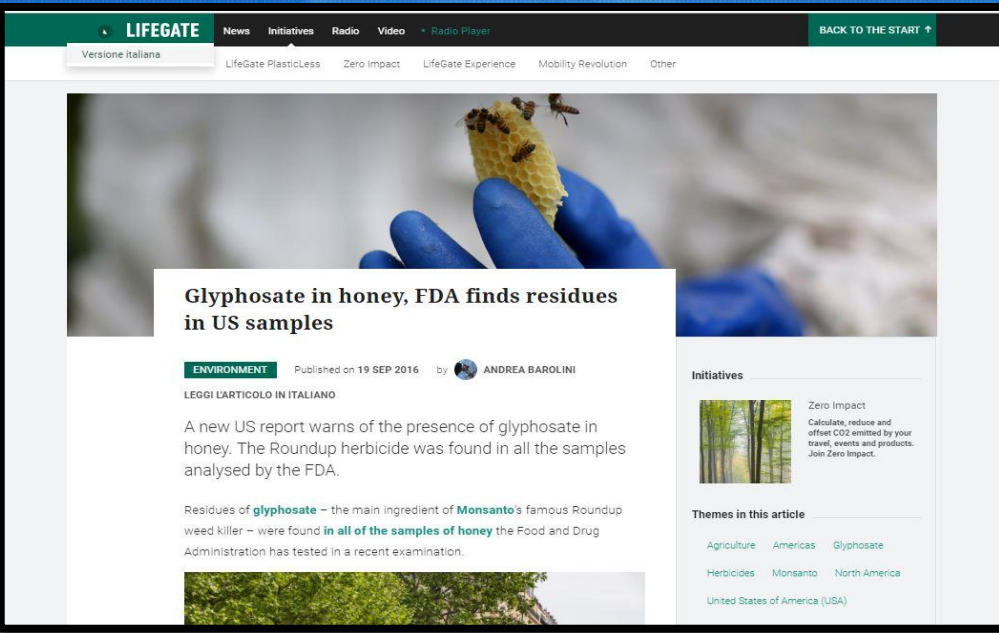 LIFEGATE
News Initiatives Radio Video • Radio Player
BACK TO THE START ↑
Versione italiana
LifeGate PlasticLess Zero Impact LifeGate Experience Mobility Revolution Other
Glyphosate in honey, FDA finds residues
in US samples
ENVIRONMENT Published on 19 SEP 2016 by ANDREA BAROLINI
LEGGI L'ARTICOLO IN ITALIANO
A new US report warns of the presence of glyphosate in
honey. The Roundup herbicide was found in all the samples
analysed by the FDA.
Residues of glyphosate – the main ingredient of Monsanto's famous Roundup
weed killer – were found in all of the samples of honey the Food and Drug
Administration has tested in a recent examination.
Initiatives
Zero Impact
Calculate, reduce and
offset CO2 emitted by your
travel, events and products.
Join Zero Impact.
Themes in this article
Agriculture Americas Glyphosate
Herbicides Monsanto North America
United States of America (USA)